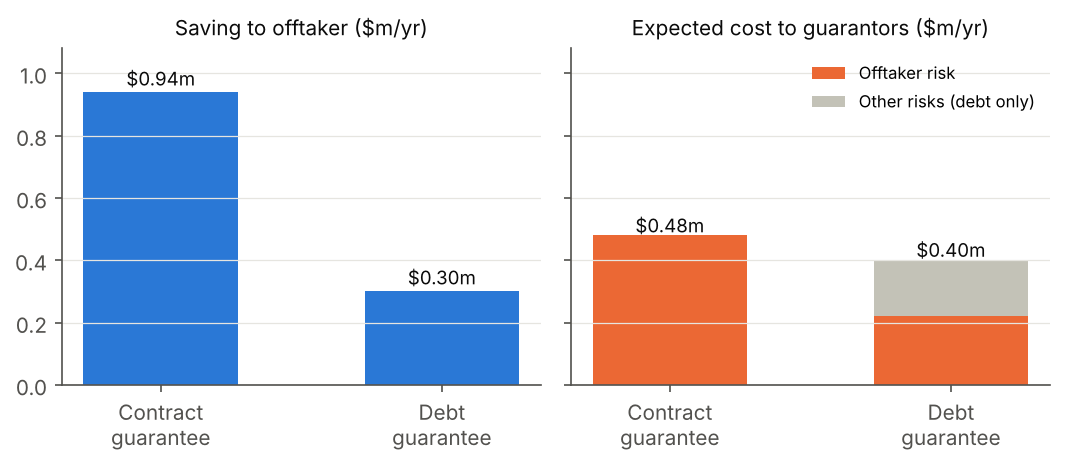 Saving to offtaker ($m/yr)
1.0
0.8
0.6
0.4
0.2
0.0
$0.94m
$0.30m
Contract
guarantee
Debt
guarantee
Expected cost to guarantors ($m/yr)
Offtaker risk
Other risks (debt only)
$0.48m
$0.40m
Contract
guarantee
Debt
guarantee